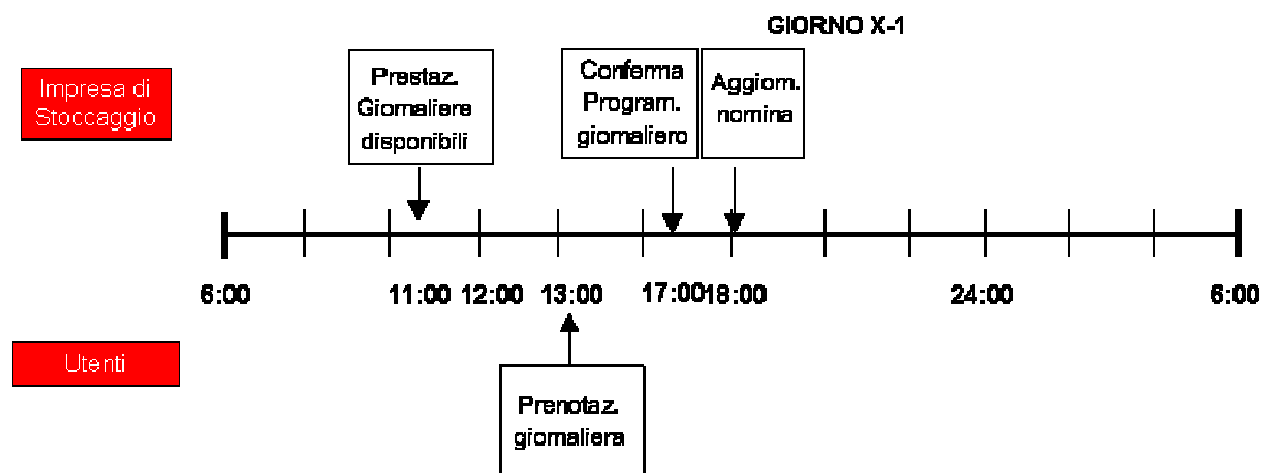 GIORNO X-1
Impresa di
Stoccaggio
Prestaz.
Giornaliere
disponibili
Conferma
Program.
giornaliero
Aggiorn.
nomina
6:00
11:00
12:00
13:00
17:00
18:00
24:00
6:00
Utenti
Prenotaz.
giornaliera